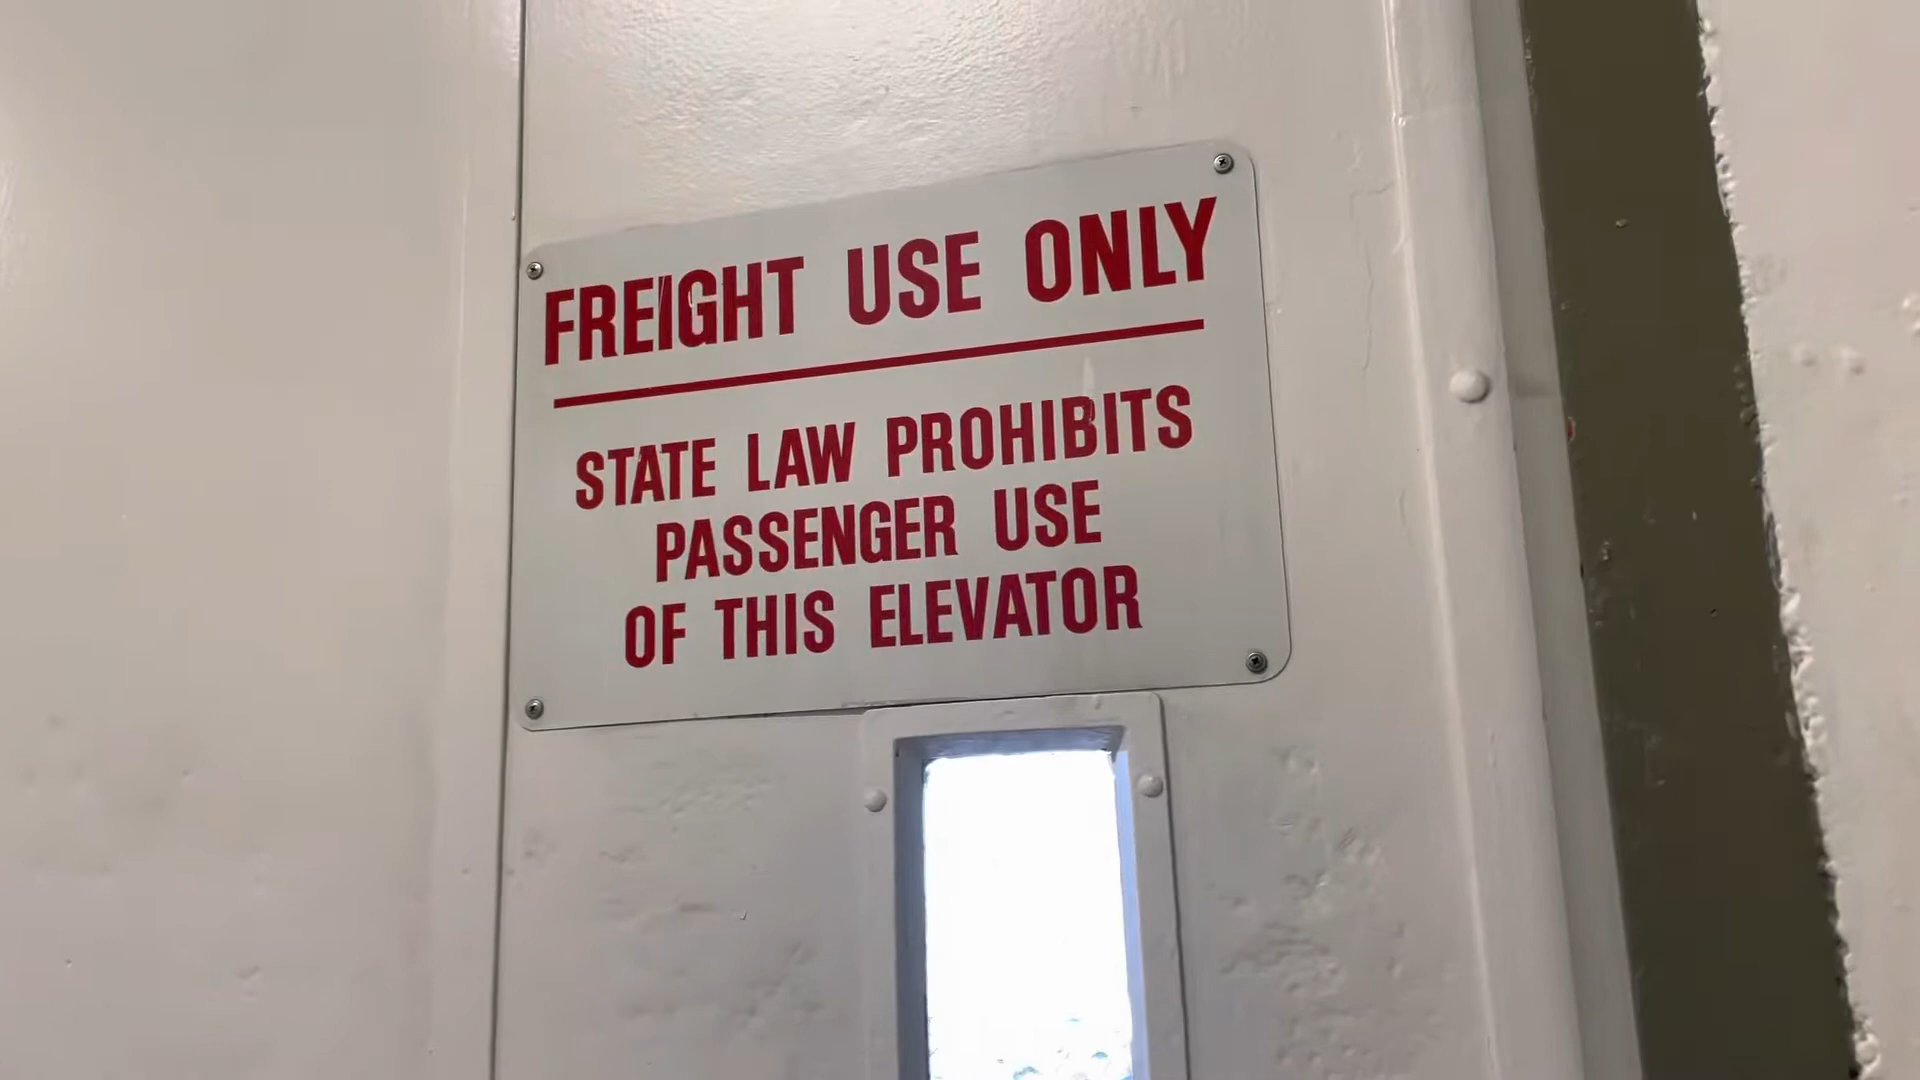 FREIGHT USE ONLY
STATE LAW PROHIBITS
PASSENGER USE
OF THIS ELEVATOR